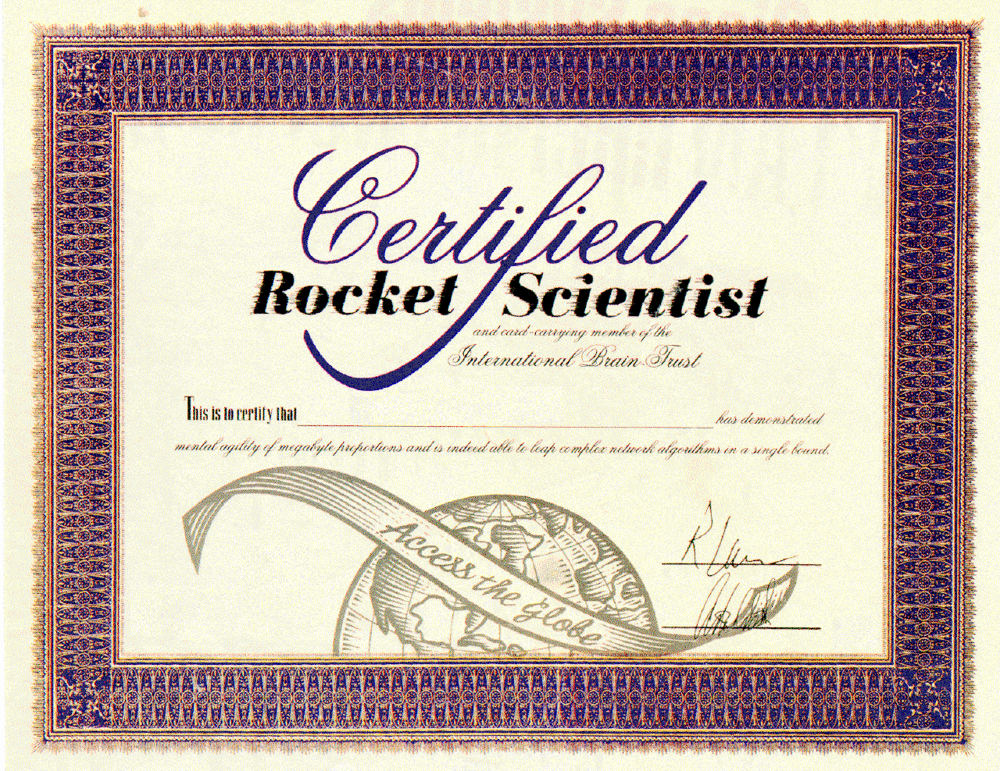 Certified
Rocket Scientist
and card-carrying member of the
International Brain Trust
This is to certify that has demonstrated
mental agility of megabyte proportions and is indeed able to leap complex network algorithms in a single bound.
Access the Globe